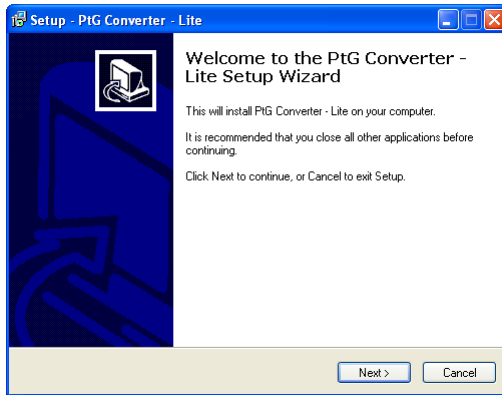 Setup - PtG Converter - Lite
Welcome to the PtG Converter -
Lite Setup Wizard
This will install PtG Converter - Lite on your computer.
It is recommended that you close all other applications before
continuing.
Click Next to continue, or Cancel to exit Setup.
Next >
Cancel